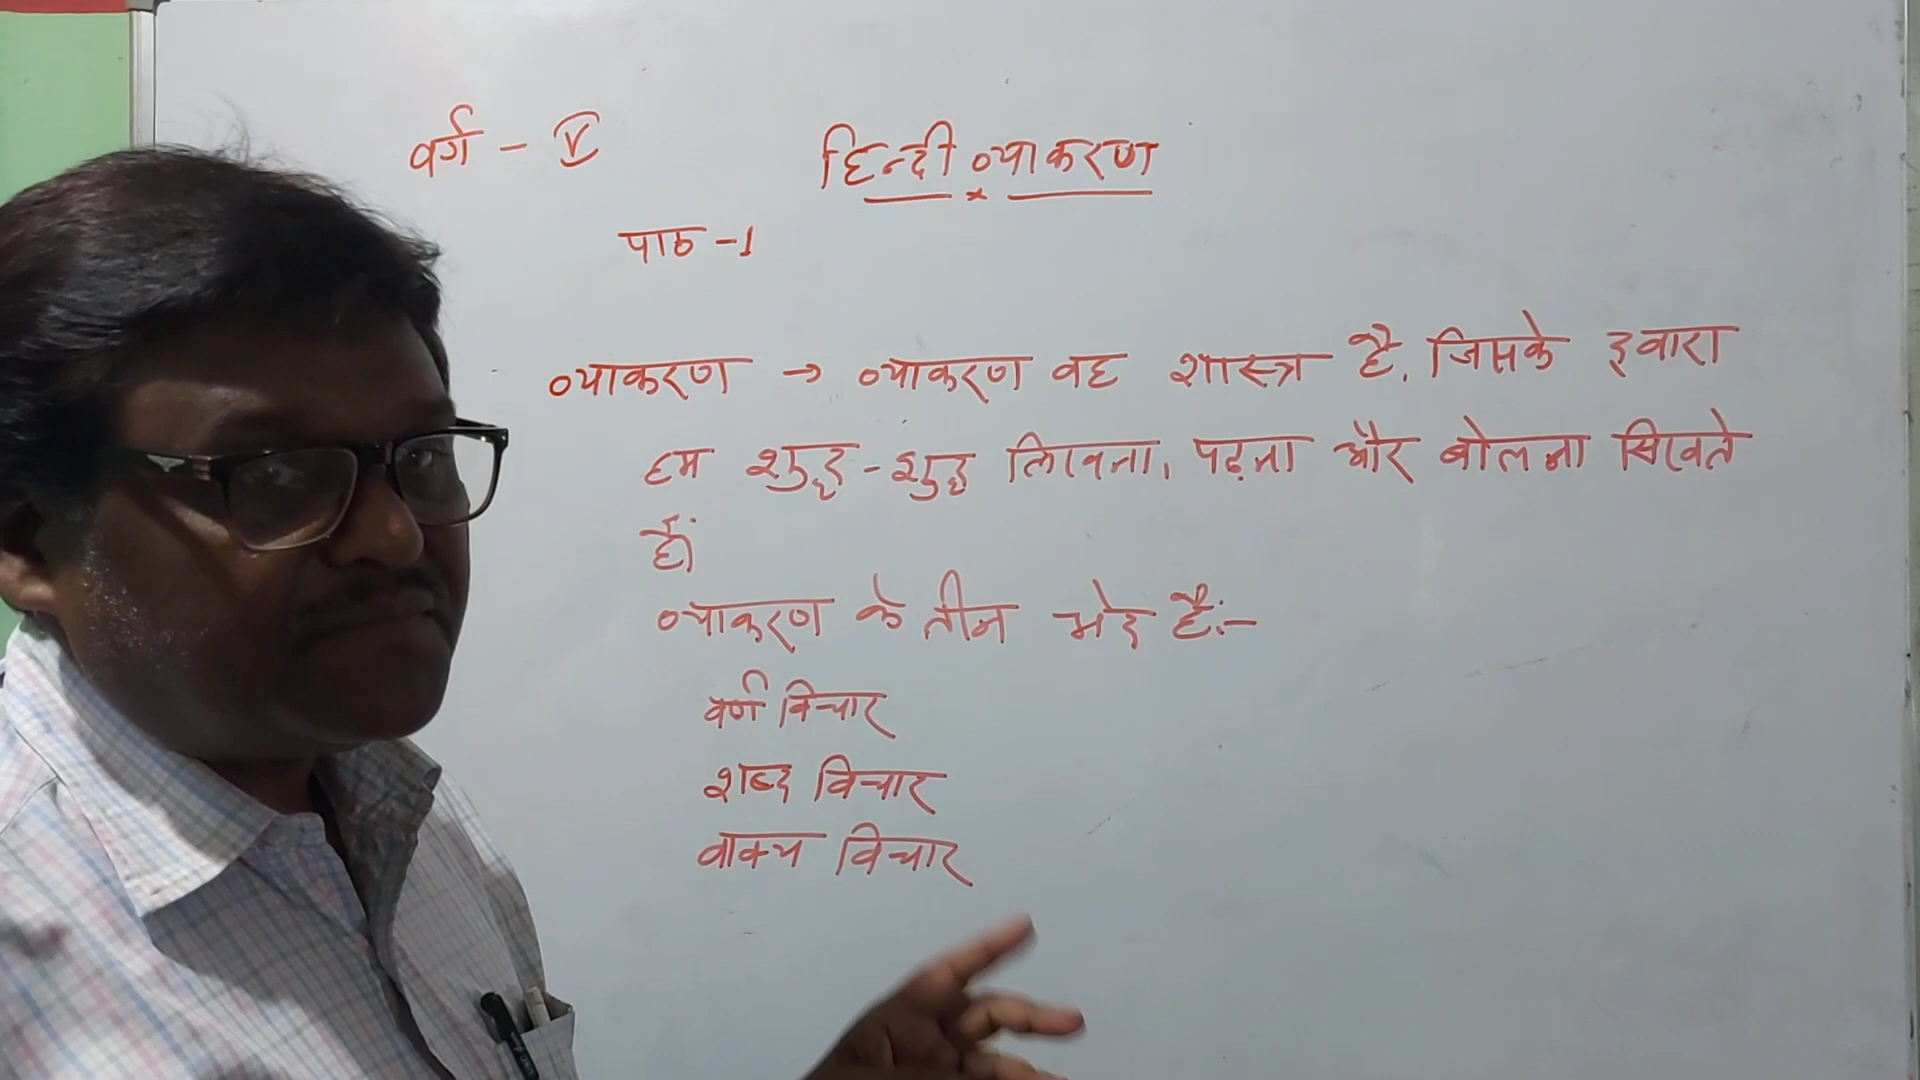 वर्ग - V
हिन्दी व्याकरण
पाठ -1
व्याकरण → व्याकरण वह शास्त्र है, जिसके द्वारा
हम शुद्ध-शुद्ध लिखना, पढ़ना और बोलना सिखते
हैं।
व्याकरण के तीन भेद हैं:-
वर्ण विचार
शब्द विचार
वाक्य विचार